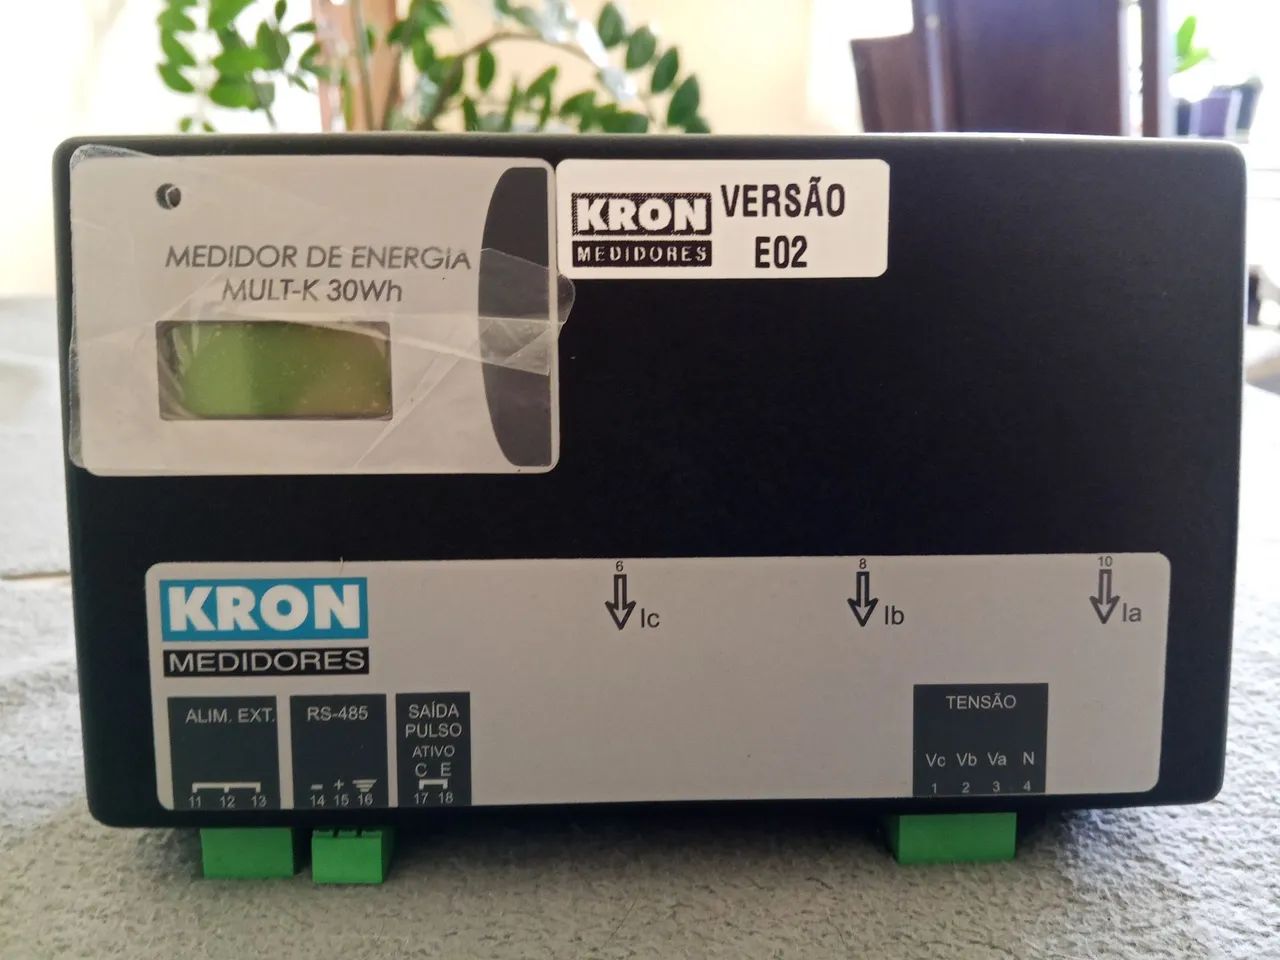 MEDIDOR DE ENERGIA
MULT-K 30Wh
KRON
MEDIDORES
VERSÃO
E02
6
Ic
8
Ib
10
Ia
KRON
MEDIDORES
ALIM. EXT.
11 12 13
RS-485
- +
14 15 16
SAÍDA
PULSO
ATIVO
C E
17 18
TENSÃO
Vc Vb Va N
1 2 3 4